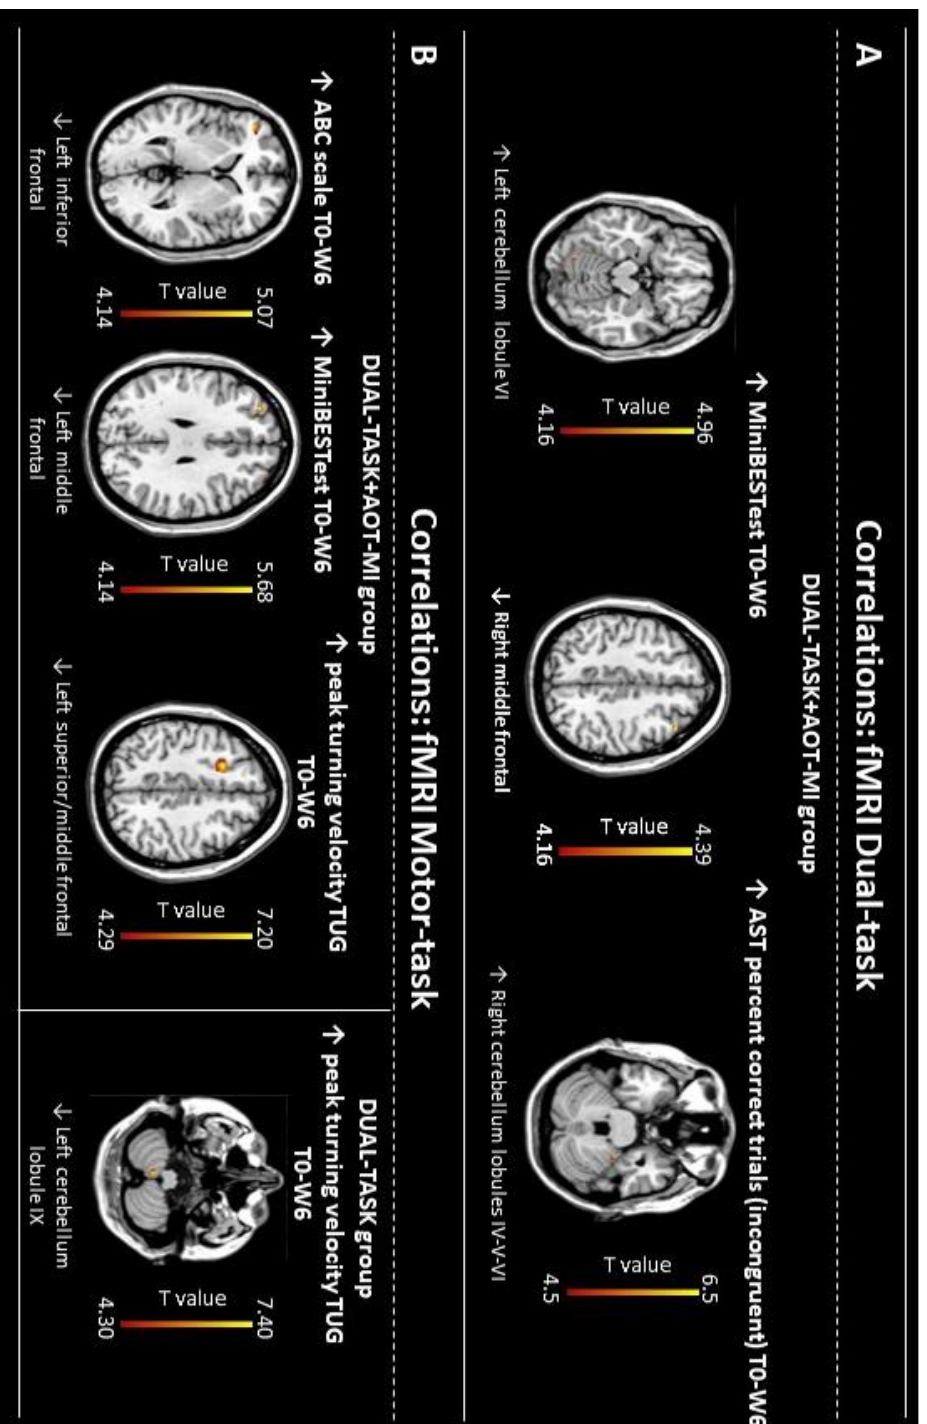 A
Correlations: fMRI Dual-task
DUAL-TASK+AOT-MI group
↑ MiniBESTest T0-W6
↑ AST percent correct trials (incongruent) T0-W6
4.96
T value
4.16
4.39
T value
4.16
6.5
T value
4.5
↑ Left cerebellum lobule VI
↓ Right middle frontal
↑ Right cerebellum lobules IV-V-VI
B
Correlations: fMRI Motor-task
DUAL-TASK+AOT-MI group
↑ ABC scale T0-W6
↑ MiniBESTest T0-W6
↑ peak turning velocity TUG
T0-W6
5.07
T value
4.14
5.68
T value
4.14
7.20
T value
4.29
↓ Left inferior
frontal
↓ Left middle
frontal
↓ Left superior/middle frontal
DUAL-TASK group
↑ peak turning velocity TUG
T0-W6
7.40
T value
4.30
↓ Left cerebellum
lobule IX